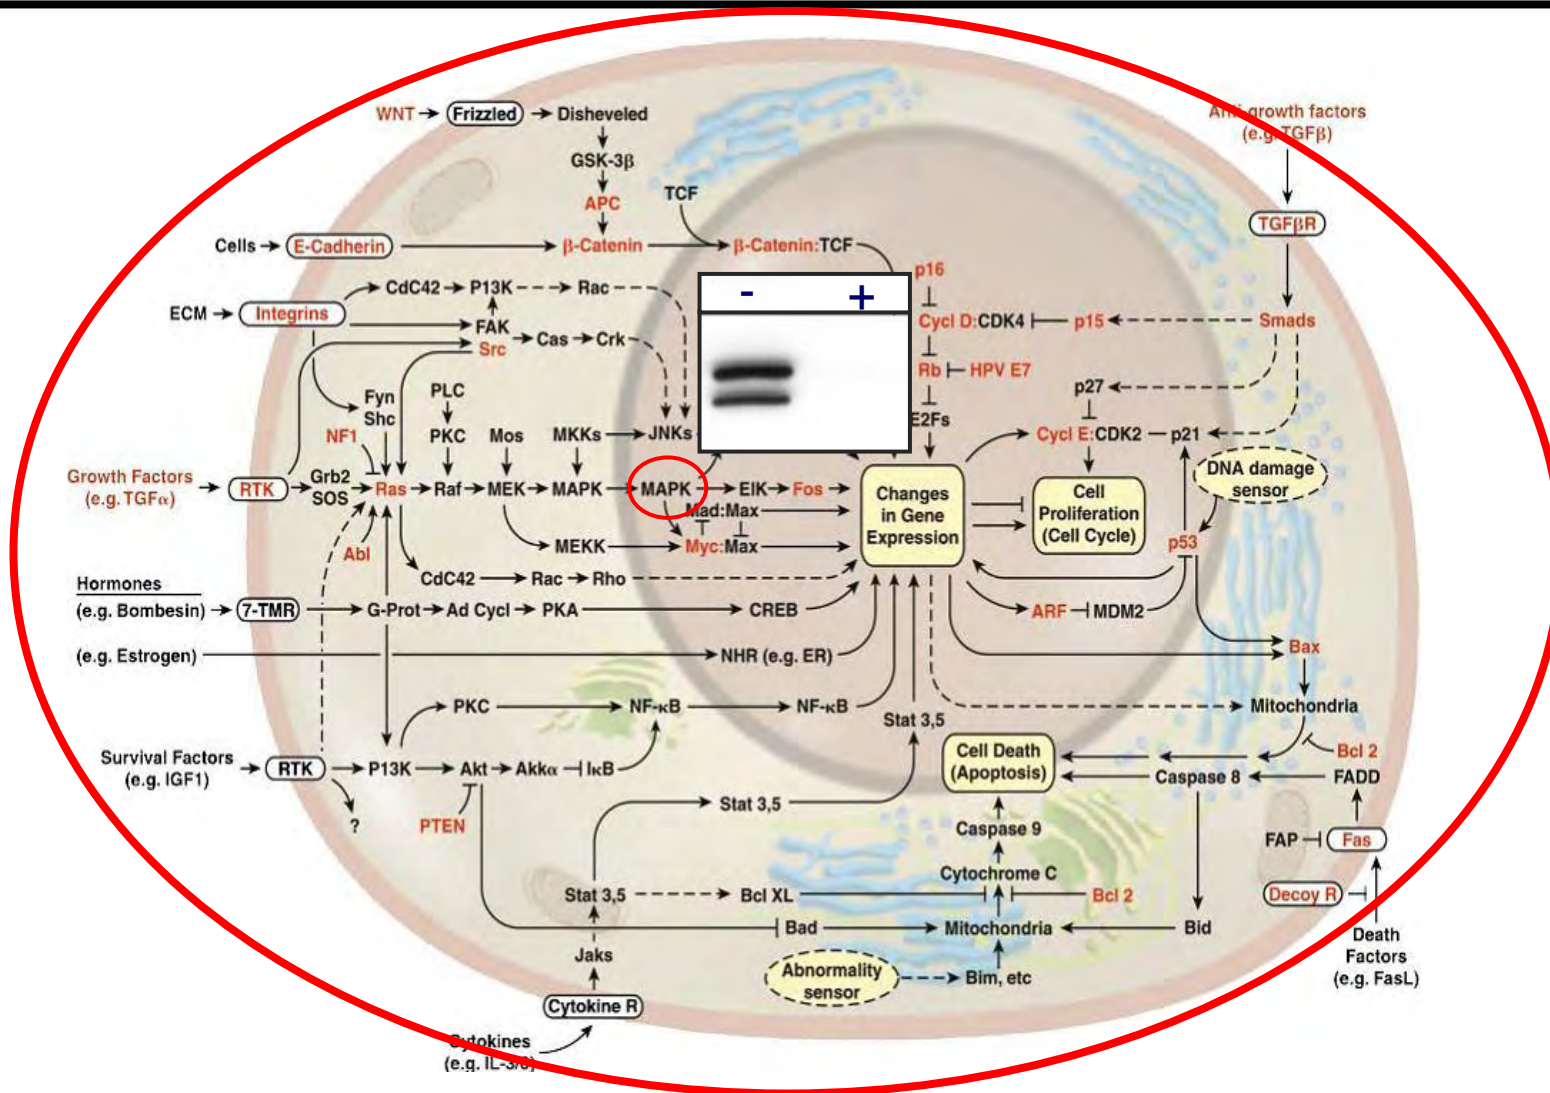 WNT
Frizzled
Disheveled
GSK-3β
APC
TCF
Cells
E-Cadherin
β-Catenin
β-Catenin:TCF
Anti-growth factors
(e.g. TGFβ)
TGFβR
p16
CdC42
P13K
Rac
ECM
Integrins
FAK
Src
Cas
Crk
- +
Cycl D:CDK4
p15
Smads
Rb
HPV E7
p27
E2Fs
Fyn
Shc
PLC
NF1
PKC
Mos
MKKs
JNKs
Cycl E:CDK2
p21
DNA damage
sensor
Growth Factors
(e.g. TGFα)
RTK
Grb2
SOS
Ras
Raf
MEK
MAPK
MAPK
ElK
Fos
Mad:Max
Changes
in Gene
Expression
Cell
Proliferation
(Cell Cycle)
Abl
MEKK
Myc:Max
p53
CdC42
Rac
Rho
Hormones
(e.g. Bombesin)
7-TMR
G-Prot
Ad Cycl
PKA
CREB
ARF
MDM2
(e.g. Estrogen)
NHR (e.g. ER)
Bax
PKC
NF-κB
NF-κB
Stat 3,5
Mitochondria
Survival Factors
(e.g. IGF1)
RTK
P13K
Akt
Akkα
IκB
Cell Death
(Apoptosis)
Bcl 2
Caspase 8
FADD
?
PTEN
Stat 3,5
Caspase 9
FAP
Fas
Cytochrome C
Stat 3,5
Bcl XL
Bcl 2
Decoy R
Bad
Mitochondria
Bid
Death
Factors
(e.g. FasL)
Jaks
Abnormality
sensor
Bim, etc
Cytokine R
Cytokines
(e.g. IL-3/6)